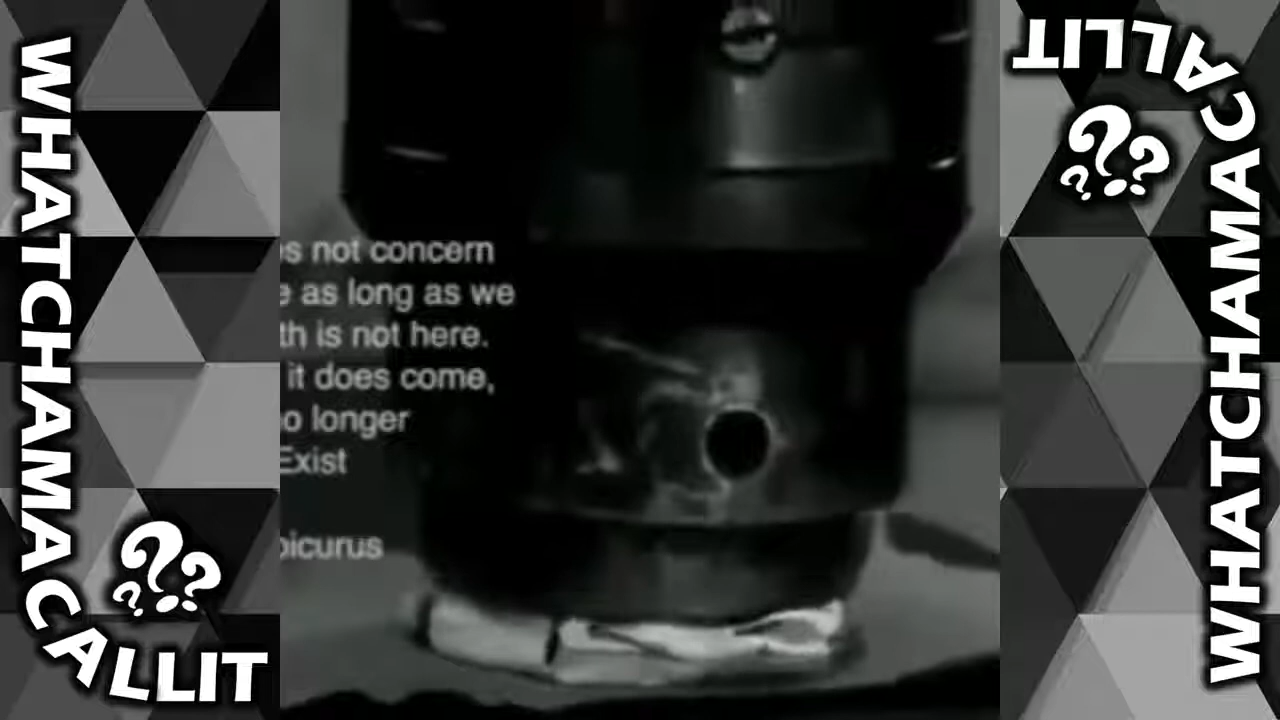 WHATCHAMACALLIT
??
??
s not concern
as long as we
th is not here.
it does come,
o longer
Exist
picurus
WHATCHAMACALLIT
??
??